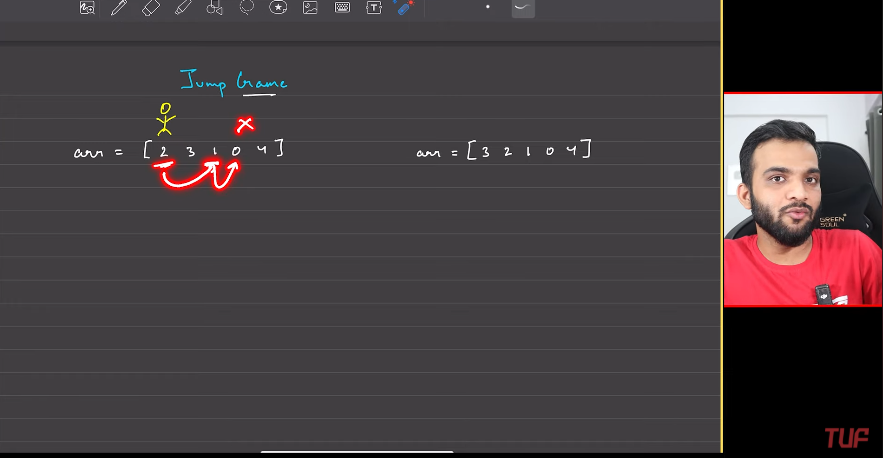 Jump Game
arr = [ 2 3 1 0 4 ]
arr = [ 3 2 1 0 4 ]
GREEN
SOUL
TUF